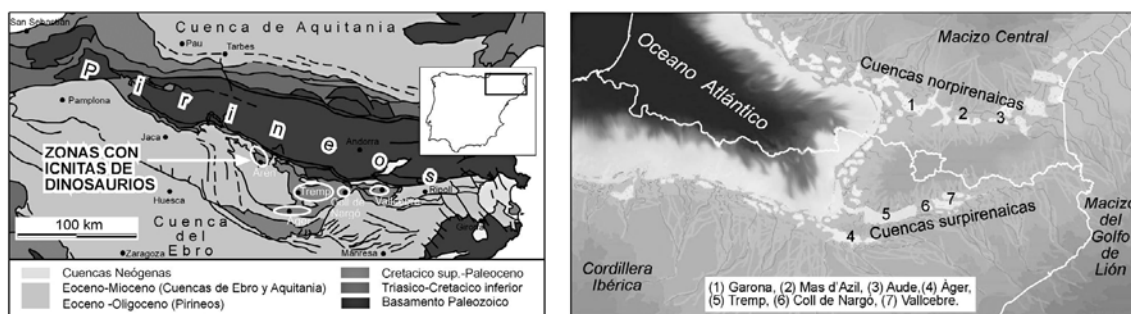 Cuenca de Aquitania
San Sebastián
Pau
Tarbes
Pirineos
Pamplona
Andorra
Jaca
ZONAS CON
ICNITAS DE
DINOSAURIOS
Arén
Tremp
Coll de
Nargó
Vallcebre
Ripoll
Huesca
Àger
100 km
Cuenca
del
Ebro
Girona
Zaragoza
Manresa
Cuencas Neógenas
Eoceno-Mioceno (Cuencas de Ebro y Aquitania)
Eoceno -Oligoceno (Pirineos)
Cretacico sup.-Paleoceno
Triasico-Cretacico inferior
Basamento Paleozoico
Macizo Central
Oceano
Atlántico
Cuencas norpirenaicas
1
2
3
7
6
5
4
Cuencas surpirenaicas
Macizo
del
Golfo
de
Lión
Cordillera
Ibérica
(1) Garona, (2) Mas d'Azil, (3) Aude,(4) Àger,
(5) Tremp, (6) Coll de Nargó, (7) Vallcebre.